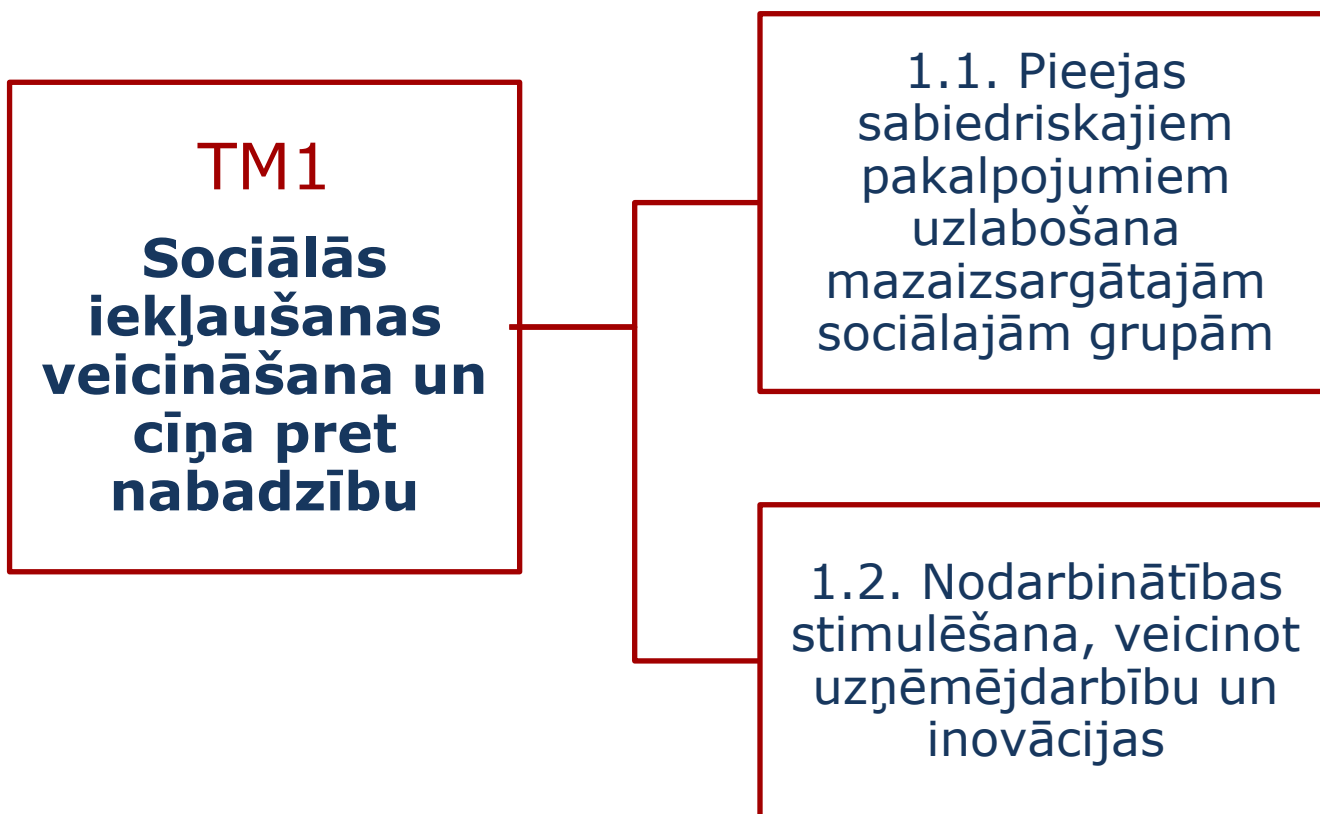 TM1
Sociālās
iekļaušanas
veicināšana un
cīņa pret
nabadzību
1.1. Pieejas
sabiedriskajiem
pakalpojumiem
uzlabošana
mazaizsargātajām
sociālajām grupām
1.2. Nodarbinātības
stimulēšana, veicinot
uzņēmējdarbību un
inovācijas